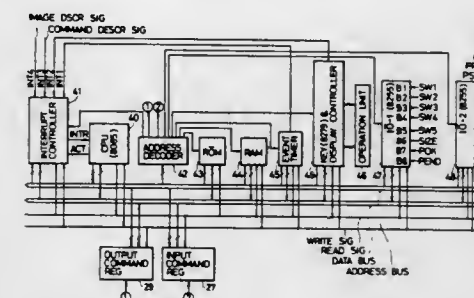 IMAGE DSCR SIG
COMMAND DESCR SIG
INT4
INT3
INT2
INT1
41
INTERRUPT CONTROLLER
INTR
ACT
40
CPU
(8085)
1
2
ADDRESS DECODER
42
ROM
43
RAM
44
EVENT TIMER
45
KEY (8279) &
DISPLAY CONTROLLER
OPERATION UNIT
46
IO-1 (8255)
47
B1 SW1
B2 SW2
B3 SW3
B4 SW4
B5 SW5
B6 SIZE
B7 POK
B8 PEND
IO-2 (8255)
48
WRITE SIG
READ SIG
DATA BUS
ADDRESS BUS
OUTPUT COMMAND REG
29
INPUT COMMAND REG
27